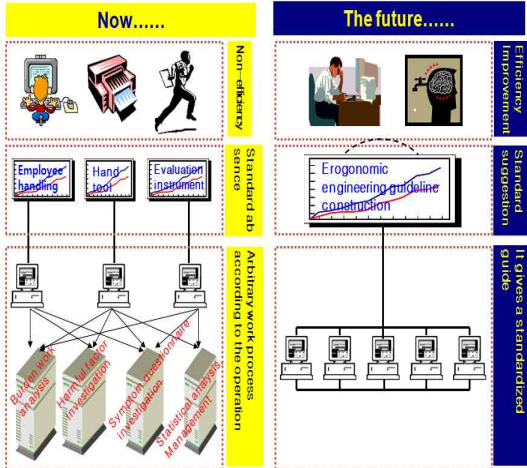 Now......
The future......
Non-efficiency
Efficiency
Improvement
Employee
handling
Hand
tool
Evaluation
instrument
Standard ab
sence
Erogonomic
engineering guideline
construction
Standard
suggestion
Arbitrary work process
according to the operation
It gives a standardized
guide
Burden work
analysis
Harmful factor
investigation
Symptom questionnaire
investigation
Statistical analysis,
Management